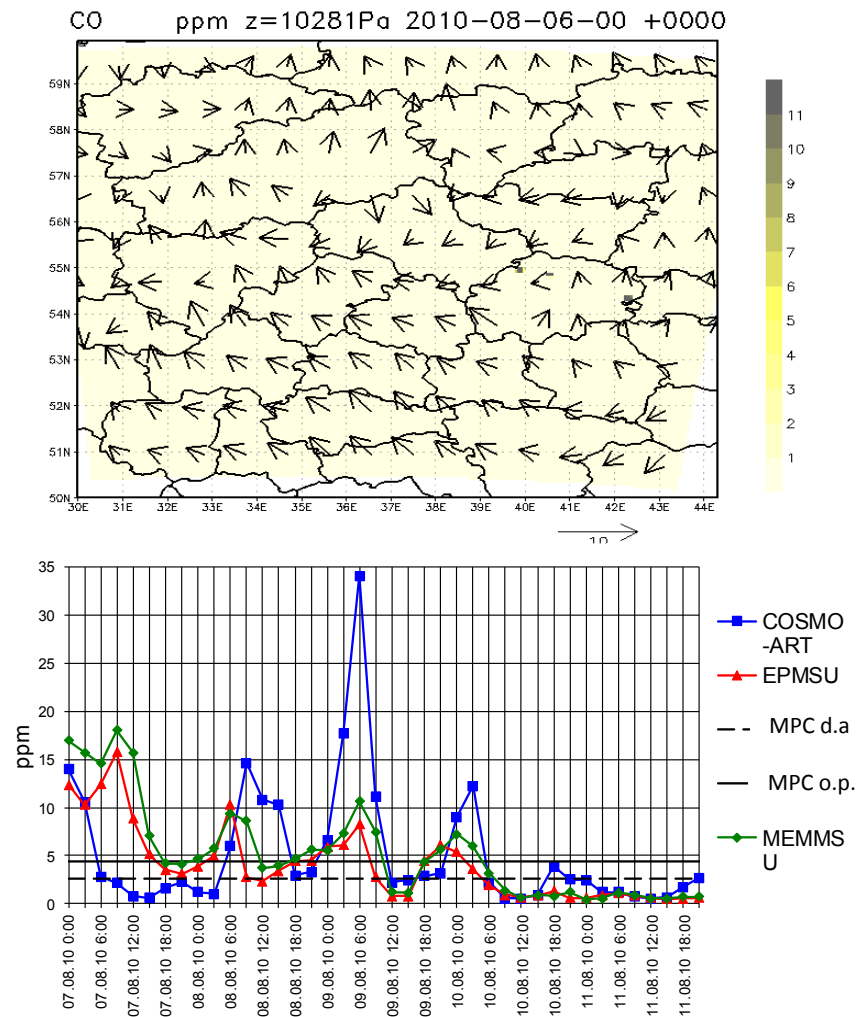 CO ppm z=10281Pa 2010-08-06-00 +0000
59N
58N
57N
56N
55N
54N
53N
52N
51N
50N
30E 31E 32E 33E 34E 35E 36E 37E 38E 39E 40E 41E 42E 43E 44E
11
10
9
8
7
6
5
4
3
2
1
10
35
30
25
20
15
10
5
0
ppm
07.08.10 0:00
07.08.10 6:00
07.08.10 12:00
07.08.10 18:00
08.08.10 0:00
08.08.10 6:00
08.08.10 12:00
08.08.10 18:00
09.08.10 0:00
09.08.10 6:00
09.08.10 12:00
09.08.10 18:00
10.08.10 0:00
10.08.10 6:00
10.08.10 12:00
10.08.10 18:00
11.08.10 0:00
11.08.10 6:00
11.08.10 12:00
11.08.10 18:00
COSMO
-ART
EPMSU
MPC d.a
MPC o.p.
MEMMS
U